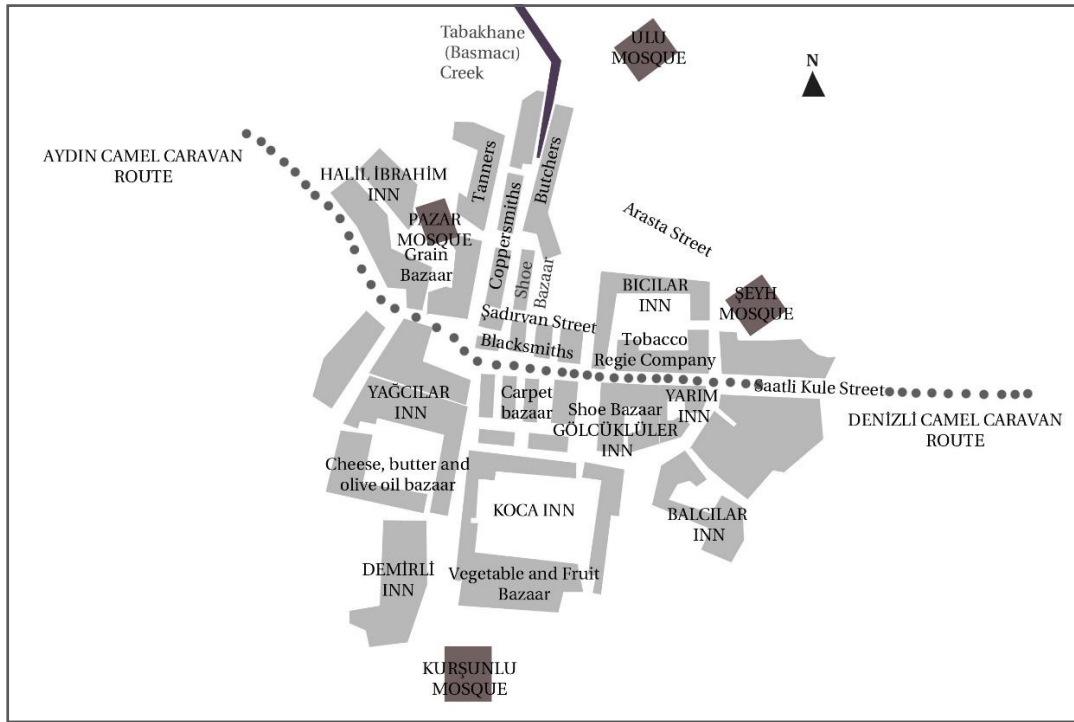 Tabakhane
(Basmacı)
Creek
ULU
MOSQUE
N
AYDIN CAMEL CARAVAN
ROUTE
HALİL İBRAHİM
INN
PAZAR
MOSQUE
Grain
Bazaar
Tanners
Coppersmiths
Butchers
Shoe
Bazaar
Arasta Street
BICILAR
INN
ŞEYH
MOSQUE
Şadırvan Street
Blacksmiths
Tobacco
Regie Company
Saatli Kule Street
DENİZLİ CAMEL CARAVAN
ROUTE
YAĞCILAR
INN
Carpet
bazaar
Shoe Bazaar
GÖLCÜKLÜLER
INN
YARIM
INN
Cheese, butter and
olive oil bazaar
KOCA INN
BALCILAR
INN
DEMİRLİ
INN
Vegetable and Fruit
Bazaar
KURŞUNLU
MOSQUE